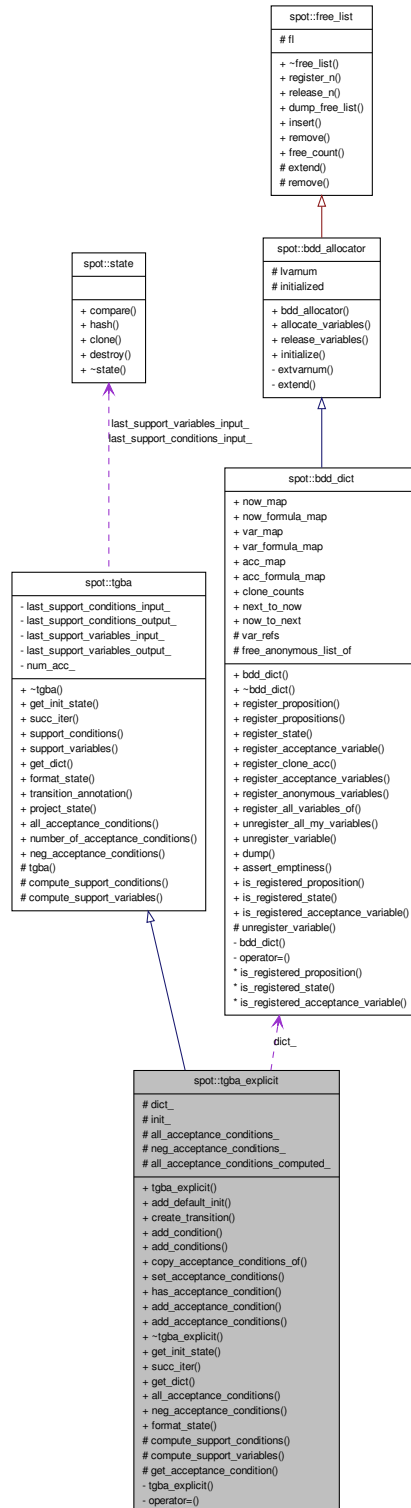 spot::free_list
# fl
+ ~free_list()
+ register_n()
+ release_n()
+ dump_free_list()
+ insert()
+ remove()
+ free_count()
# extend()
# remove()
spot::bdd_allocator
# lvarnum
# initialized
+ bdd_allocator()
+ allocate_variables()
+ release_variables()
+ initialize()
- extvarnum()
- extend()
spot::state
+ compare()
+ hash()
+ clone()
+ destroy()
+ ~state()
last_support_variables_input_
last_support_conditions_input_
spot::bdd_dict
+ now_map
+ now_formula_map
+ var_map
+ var_formula_map
+ acc_map
+ acc_formula_map
+ clone_counts
+ next_to_now
+ now_to_next
# var_refs
# free_anonymous_list_of
+ bdd_dict()
+ ~bdd_dict()
+ register_proposition()
+ register_propositions()
+ register_state()
+ register_acceptance_variable()
+ register_clone_acc()
+ register_acceptance_variables()
+ register_anonymous_variables()
+ register_all_variables_of()
+ unregister_all_my_variables()
+ unregister_variable()
+ dump()
+ assert_emptiness()
+ is_registered_proposition()
+ is_registered_state()
+ is_registered_acceptance_variable()
# unregister_variable()
- bdd_dict()
- operator=()
* is_registered_proposition()
* is_registered_state()
* is_registered_acceptance_variable()
spot::tgba
- last_support_conditions_input_
- last_support_conditions_output_
- last_support_variables_input_
- last_support_variables_output_
- num_acc_
+ ~tgba()
+ get_init_state()
+ succ_iter()
+ support_conditions()
+ support_variables()
+ get_dict()
+ format_state()
+ transition_annotation()
+ project_state()
+ all_acceptance_conditions()
+ number_of_acceptance_conditions()
+ neg_acceptance_conditions()
# tgba()
# compute_support_conditions()
# compute_support_variables()
dict_
spot::tgba_explicit
# dict_
# init_
# all_acceptance_conditions_
# neg_acceptance_conditions_
# all_acceptance_conditions_computed_
+ tgba_explicit()
+ add_default_init()
+ create_transition()
+ add_condition()
+ add_conditions()
+ copy_acceptance_conditions_of()
+ set_acceptance_conditions()
+ has_acceptance_condition()
+ add_acceptance_condition()
+ add_acceptance_conditions()
+ ~tgba_explicit()
+ get_init_state()
+ succ_iter()
+ get_dict()
+ all_acceptance_conditions()
+ neg_acceptance_conditions()
+ format_state()
# compute_support_conditions()
# compute_support_variables()
# get_acceptance_condition()
- tgba_explicit()
- operator=()